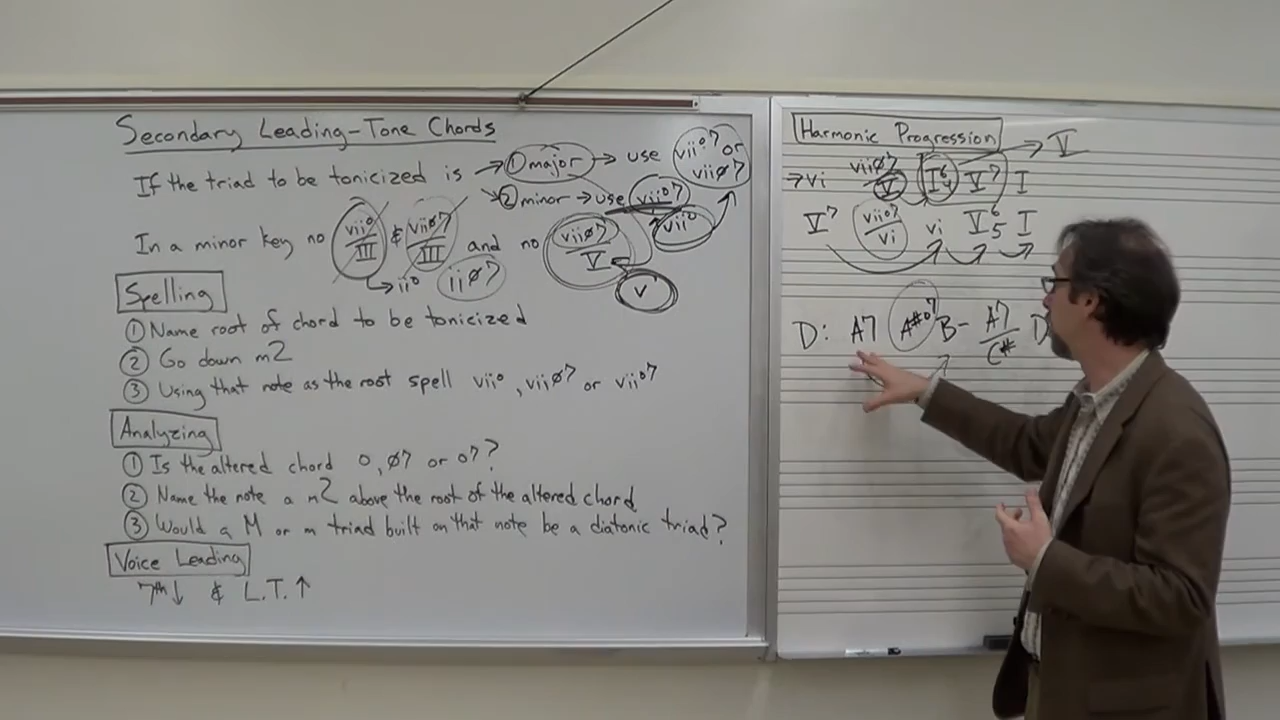 Secondary Leading-Tone Chords
If the triad to be tonicized is → ① major → use vii°7 or viiø7
↘ ② minor → use vii°7
vii°
In a minor key no vii°/III & viiø7/III and no viiø7/V
→ ii° iiø7
v
Spelling
① Name root of chord to be tonicized
② Go down m2
③ Using that note as the root spell vii°, viiø7 or vii°7
Analyzing
① Is the altered chord o, ø7 or o7?
② Name the note a m2 above the root of the altered chord
③ Would a M or m triad built on that note be a diatonic triad?
Voice Leading
7th↓ & L.T.↑
Harmonic Progression
→ V
→ vi viiø7/V I6/4 V7 I
V7 vii°7/vi vi V6/5 I
D: A7 A#°7 B- A7/C# D